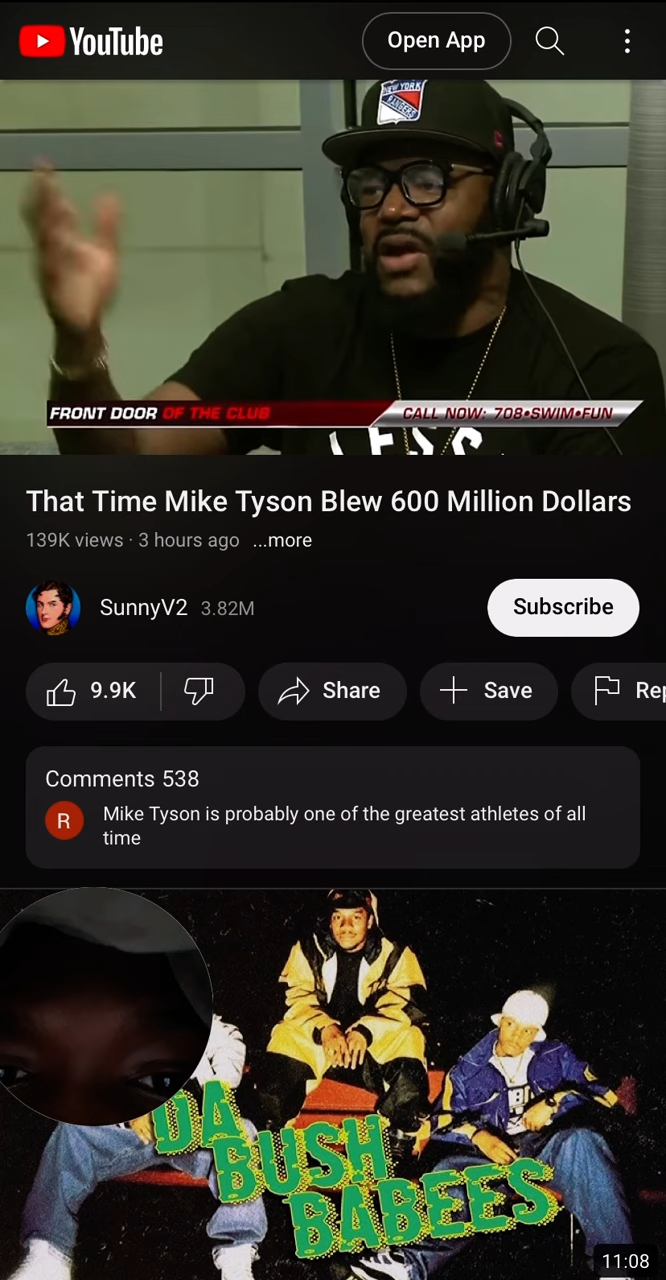 YouTube
Open App
NEW YORK
RANGERS
FRONT DOOR OF THE CLUB
CALL NOW: 708•SWIM•FUN
That Time Mike Tyson Blew 600 Million Dollars
139K views · 3 hours ago ...more
SunnyV2 3.82M
Subscribe
9.9K
Share
Save
Rep
Comments 538
R
Mike Tyson is probably one of the greatest athletes of all
time
DA
BUSH
BABEES
11:08